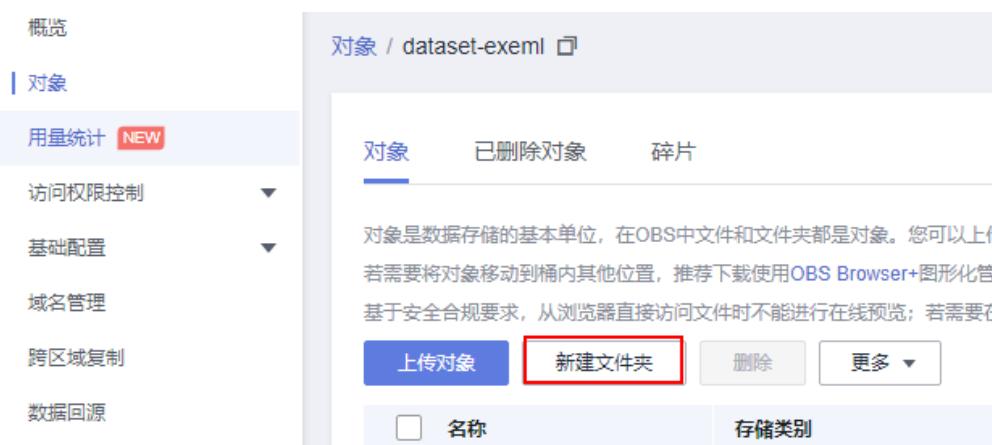 概览
对象
用量统计 NEW
访问权限控制
基础配置
域名管理
跨区域复制
数据回源
对象 / dataset-exeml
对象 已删除对象 碎片
对象是数据存储的基本单位，在OBS中文件和文件夹都是对象。您可以上
若需要将对象移动到桶内其他位置，推荐下载使用OBS Browser+图形化管
基于安全合规要求，从浏览器直接访问文件时不能进行在线预览；若需要在
上传对象 新建文件夹 删除 更多
名称 存储类别